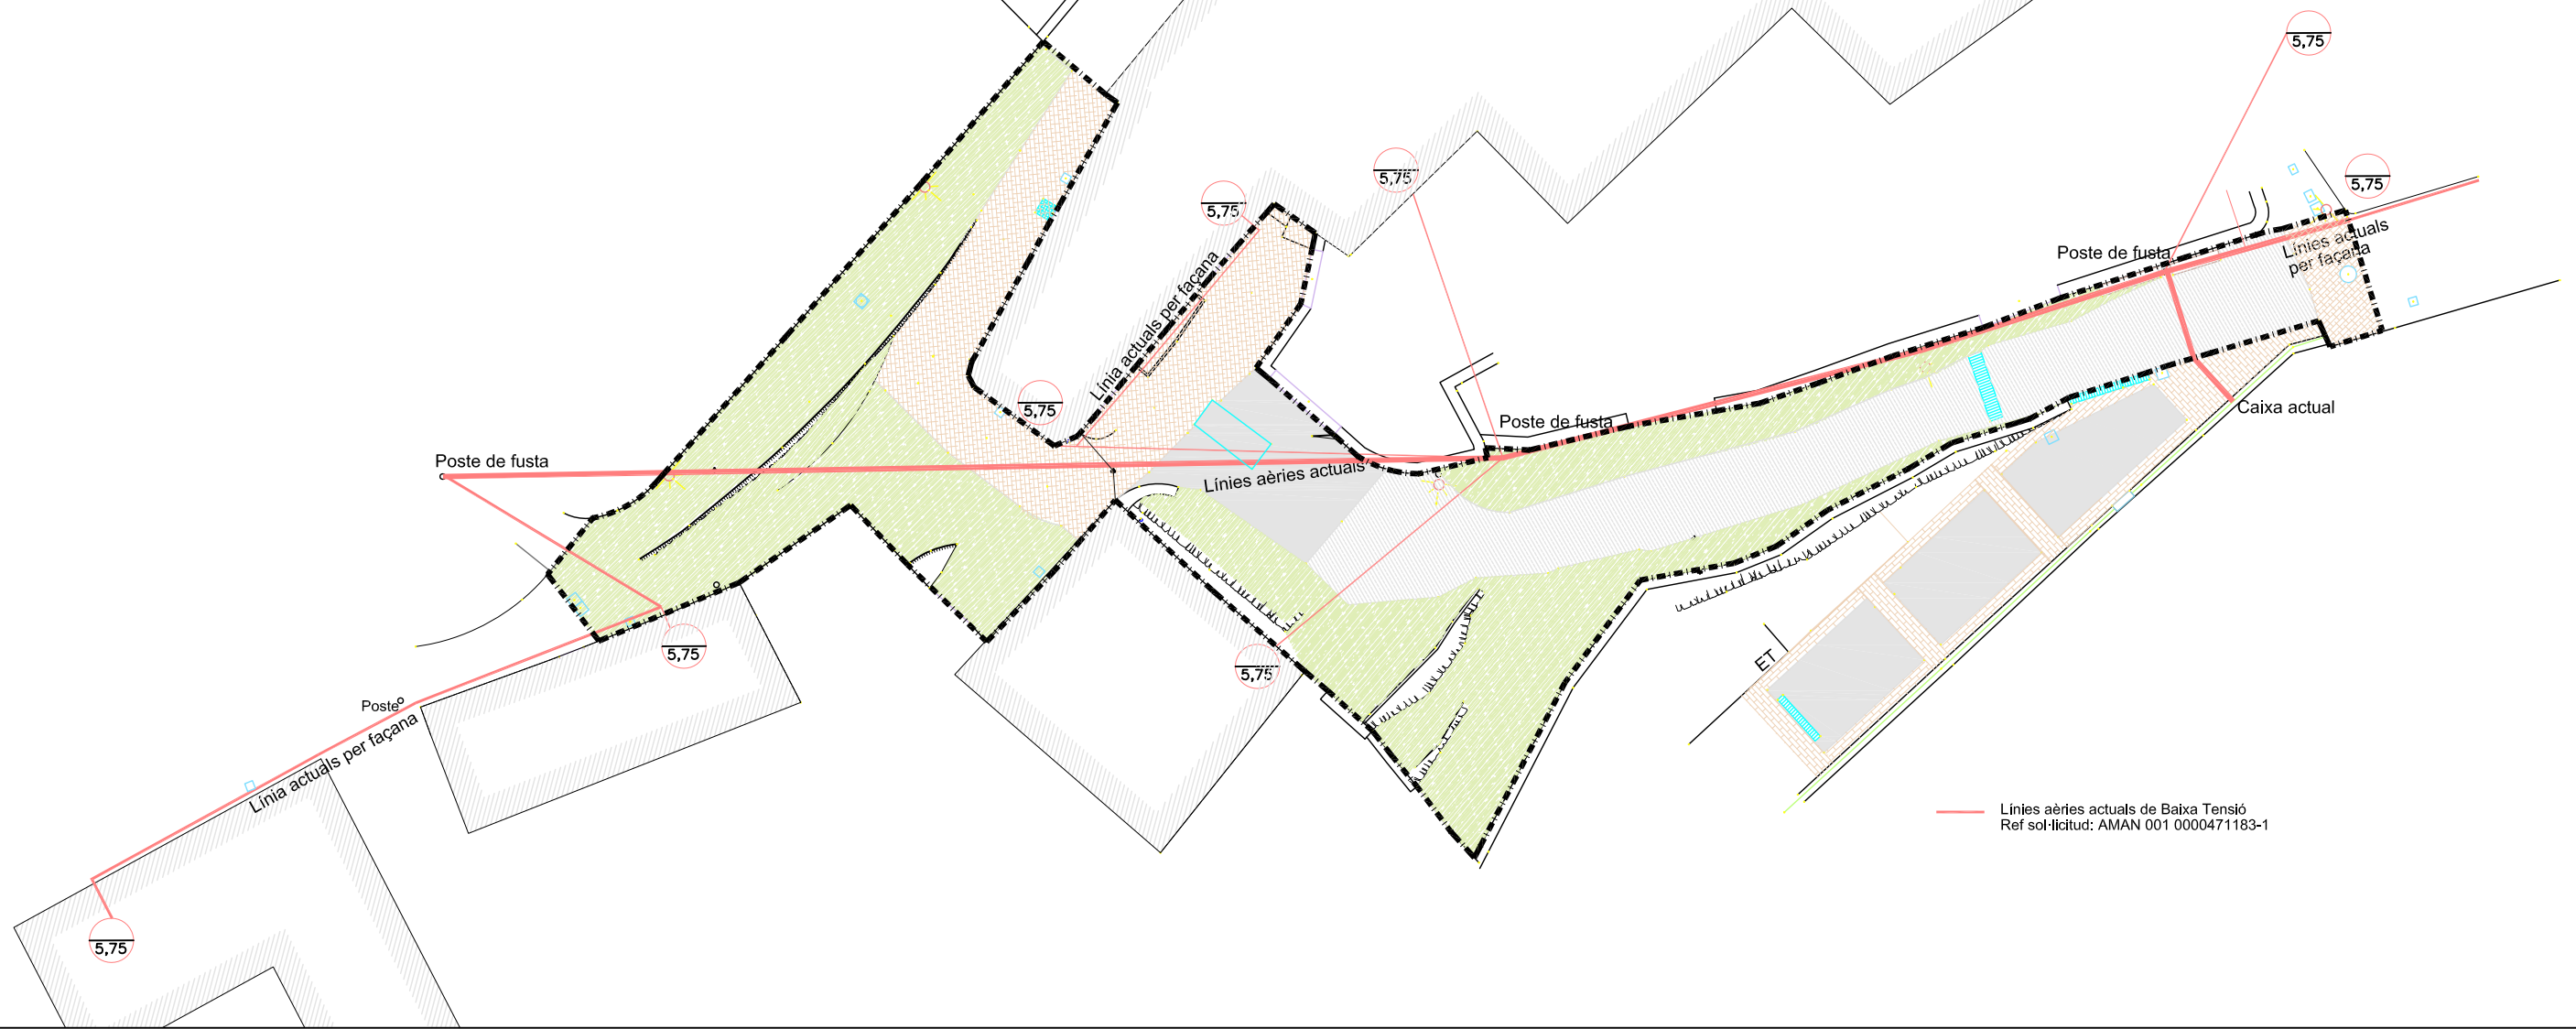 5,75
5,75
5,75
5,75
Línia actuals per façana
Línies actuals
per façana
Poste de fusta
5,75
Caixa actual
Poste de fusta
Poste de fusta
Línies aèries actuals
5,75
5,75
ET
Poste
Línia actuals per façana
5,75
Línies aèries actuals de Baixa Tensió
Ref sol·licitud: AMAN 001 0000471183-1